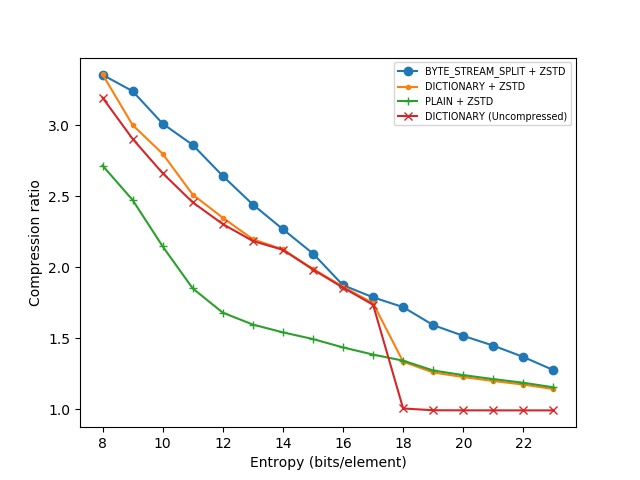 BYTE_STREAM_SPLIT + ZSTD
DICTIONARY + ZSTD
PLAIN + ZSTD
DICTIONARY (Uncompressed)
Compression ratio
3.0
2.5
2.0
1.5
1.0
8 10 12 14 16 18 20 22
Entropy (bits/element)